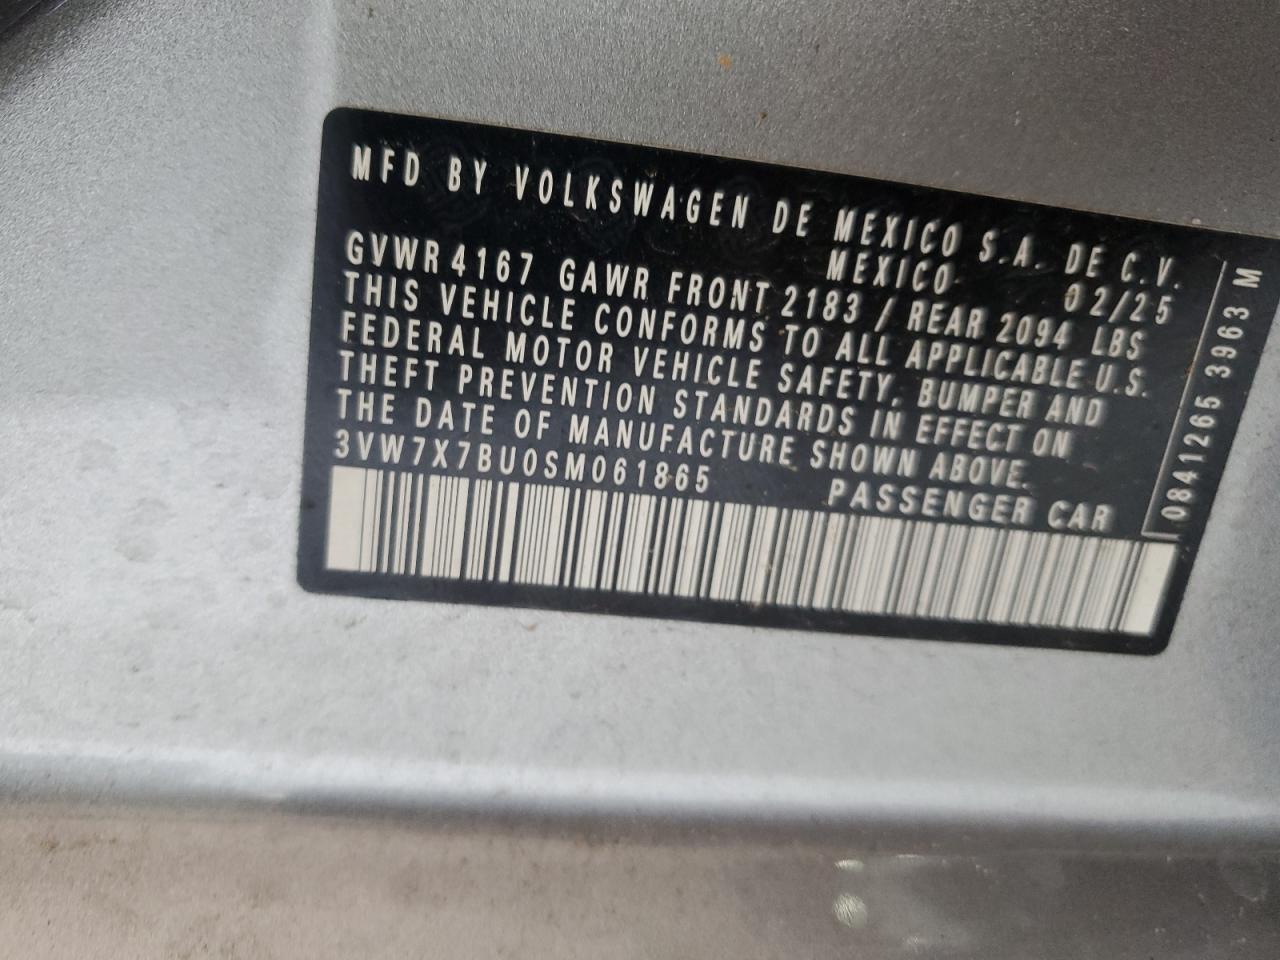 MFD BY VOLKSWAGEN DE MEXICO S.A. DE C.V.
MEXICO 02/25
GVWR 4167 GAWR FRONT 2183 / REAR 2094 LBS
THIS VEHICLE CONFORMS TO ALL APPLICABLE U.S.
FEDERAL MOTOR VEHICLE SAFETY, BUMPER AND
THEFT PREVENTION STANDARDS IN EFFECT ON
THE DATE OF MANUFACTURE SHOWN ABOVE.
3VW7X7BU0SM061865 PASSENGER CAR
0841265 3963 M